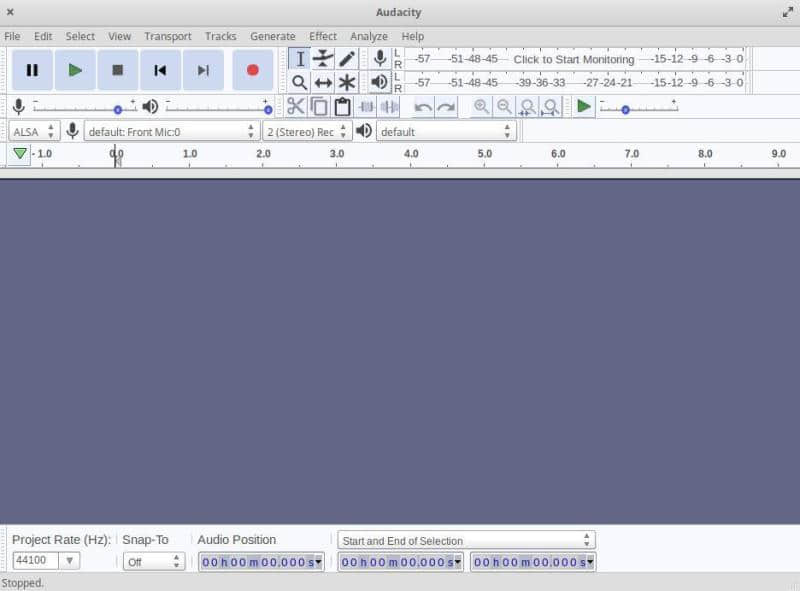 Audacity
File Edit Select View Transport Tracks Generate Effect Analyze Help
L R -57 -51-48-45 Click to Start Monitoring -15-12 -9 -6 -3 0
L R -57 -51-48-45 -39-36-33 -27-24-21 -15-12 -9 -6 -3 0
- + - + - +
ALSA default: Front Mic:0 2 (Stereo) Rec default
- 1.0 0.0 1.0 2.0 3.0 4.0 5.0 6.0 7.0 8.0 9.0
Project Rate (Hz): Snap-To Audio Position Start and End of Selection
44100 Off 00 h 00 m 00.000 s 00 h 00 m 00.000 s 00 h 00 m 00.000 s
Stopped.